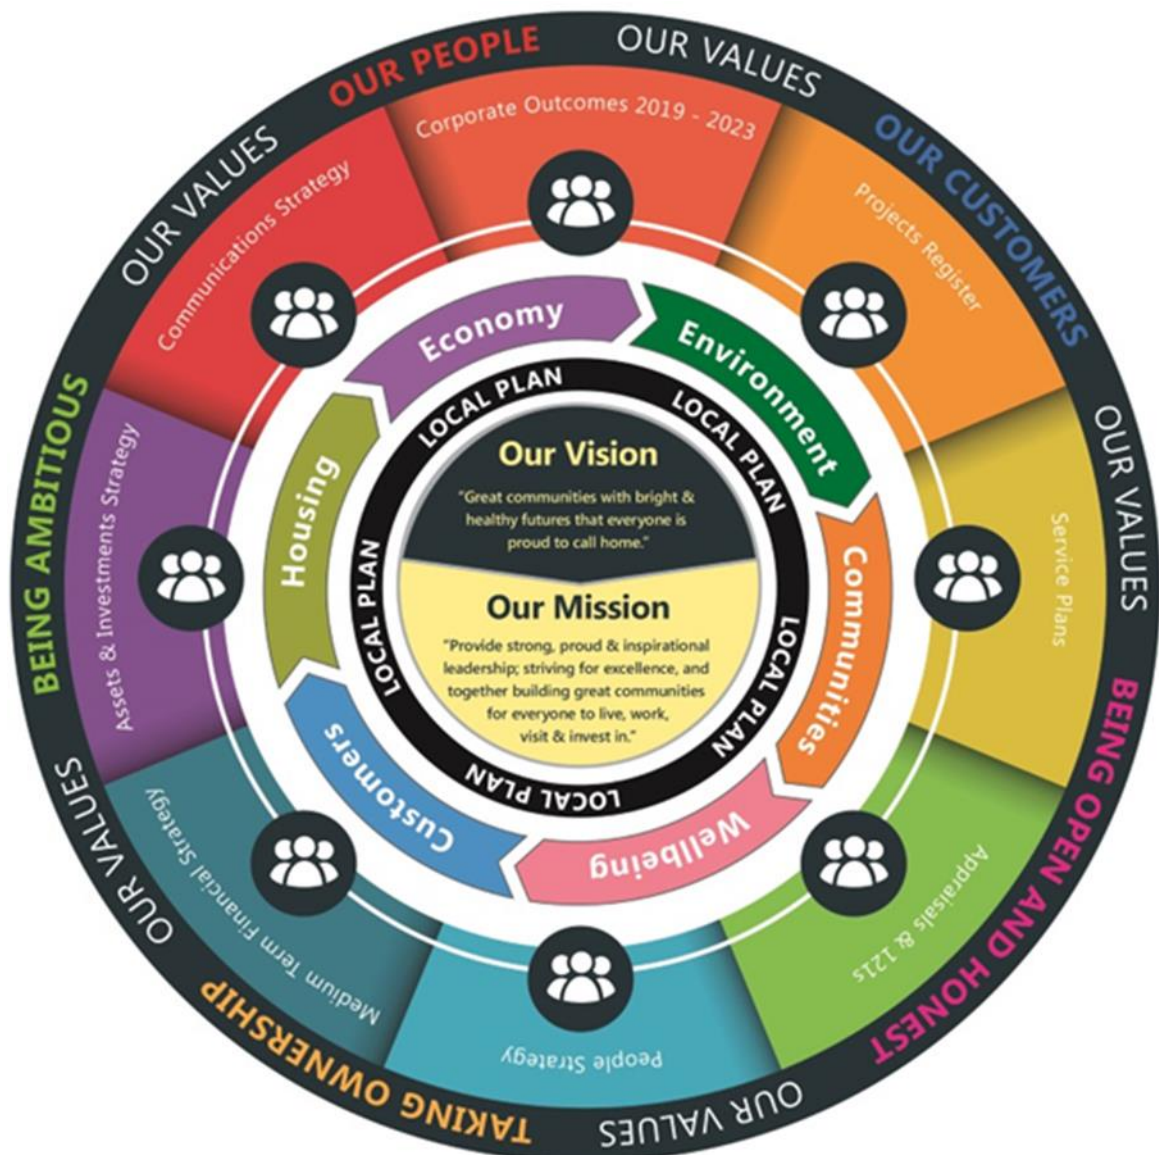 OUR PEOPLE
OUR VALUES
OUR CUSTOMERS
OUR VALUES
BEING OPEN AND HONEST
OUR VALUES
TAKING OWNERSHIP
OUR VALUES
BEING AMBITIOUS
OUR VALUES
Corporate Outcomes 2019 - 2023
Projects Register
Service Plans
Appraisals & 121s
People Strategy
Medium Term Financial Strategy
Assets & Investments Strategy
Communications Strategy
Economy
Environment
Communities
Wellbeing
Customers
Housing
LOCAL PLAN
LOCAL PLAN
LOCAL PLAN
LOCAL PLAN
LOCAL PLAN
Our Vision
"Great communities with bright &
healthy futures that everyone is
proud to call home."
Our Mission
"Provide strong, proud & inspirational
leadership; striving for excellence, and
together building great communities
for everyone to live, work,
visit & invest in."